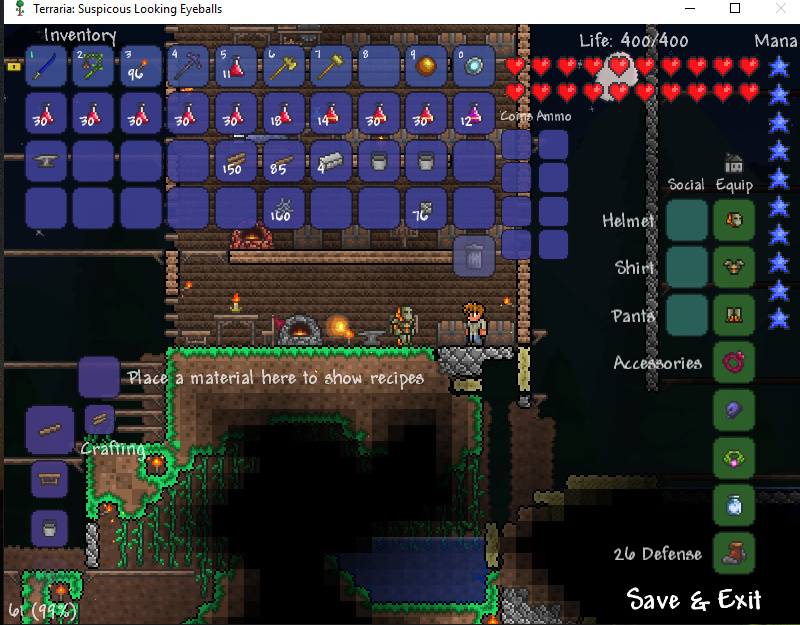 Terraria: Suspicous Looking Eyeballs
Inventory
Life: 400/400
Mana
1 2 3 4 5 6 7 8 9 0
96 11
30 30 30 30 30 18 14 30 30 12
Coins Ammo
150 85 4
Social Equip
160 76
Helmet
Shirt
Pants
Accessories
Place a material here to show recipes
Crafting
26 Defense
Save & Exit
(99%)